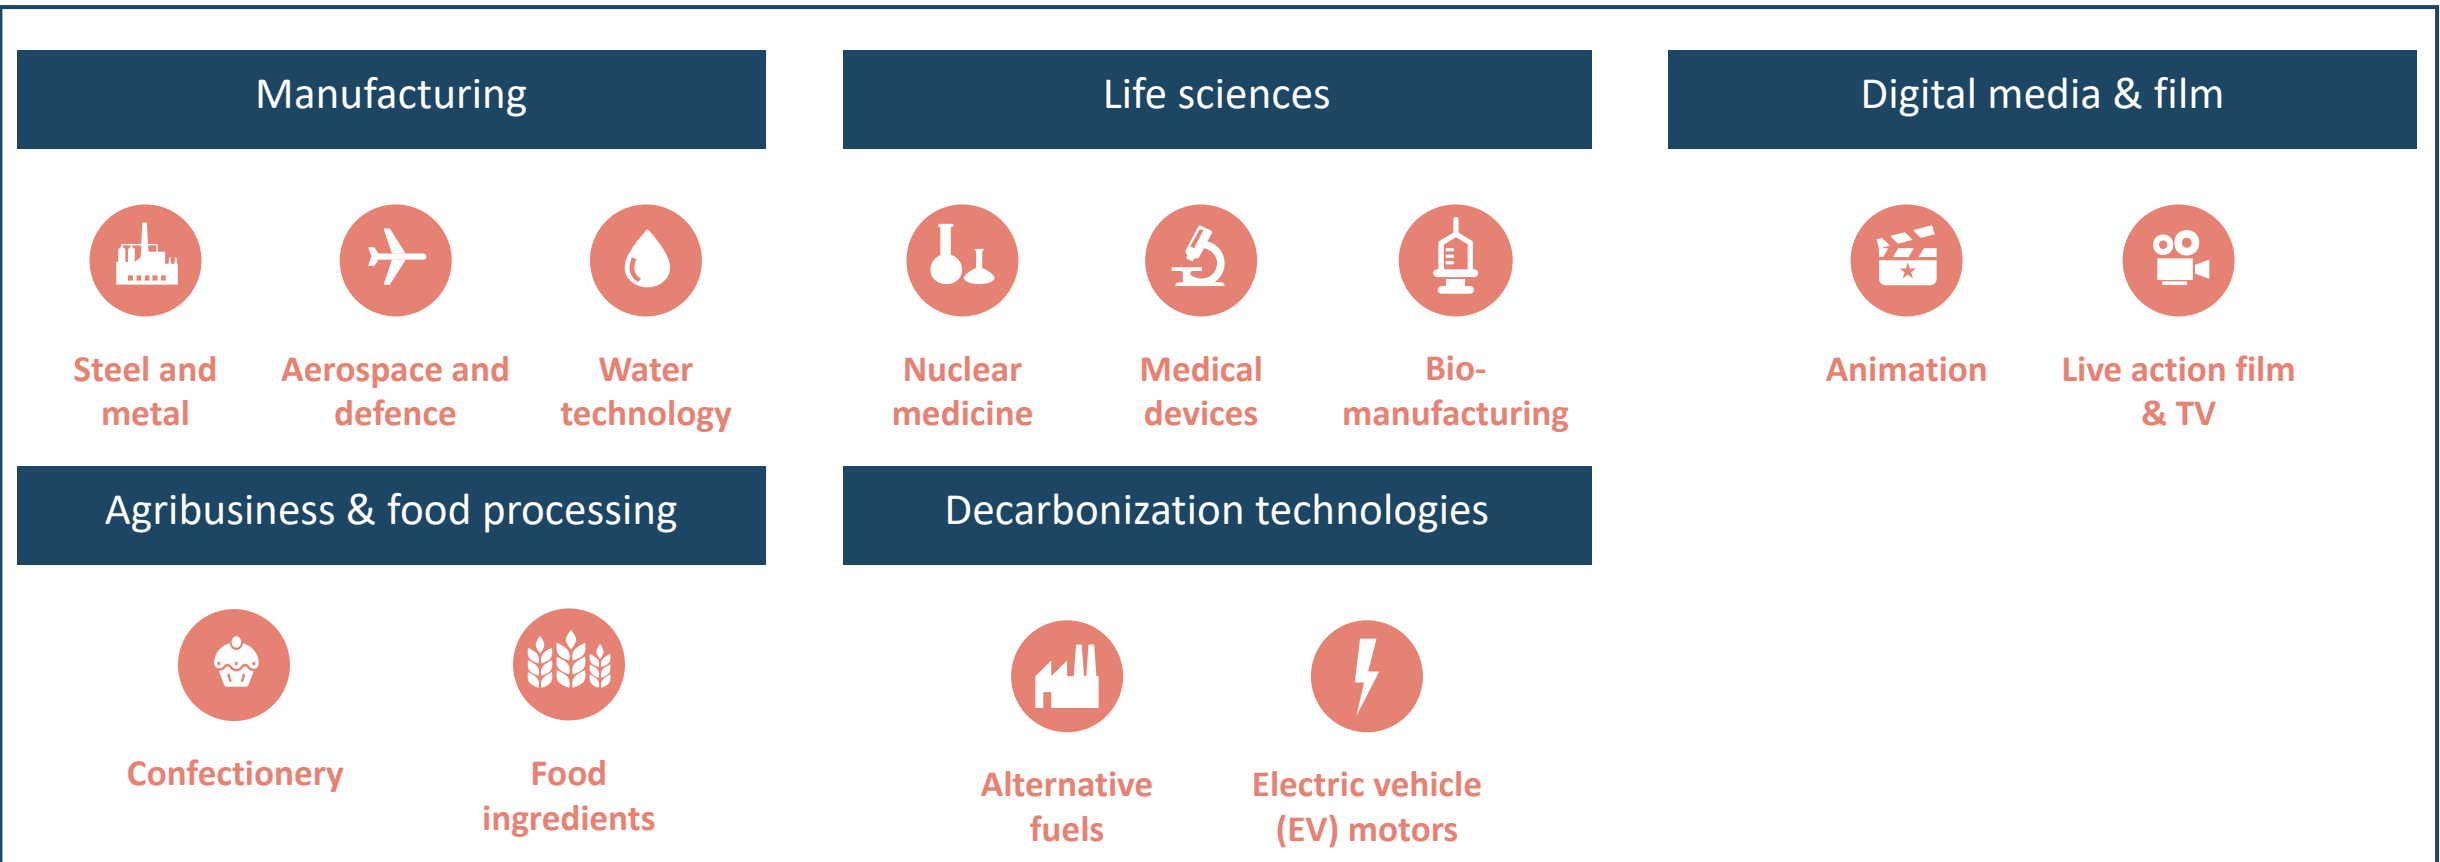 Manufacturing
Steel and
metal
Aerospace and
defence
Water
technology
Life sciences
Nuclear
medicine
Medical
devices
Bio-
manufacturing
Digital media & film
Animation
Live action film
& TV
Agribusiness & food processing
Confectionery
Food
ingredients
Decarbonization technologies
Alternative
fuels
Electric vehicle
(EV) motors